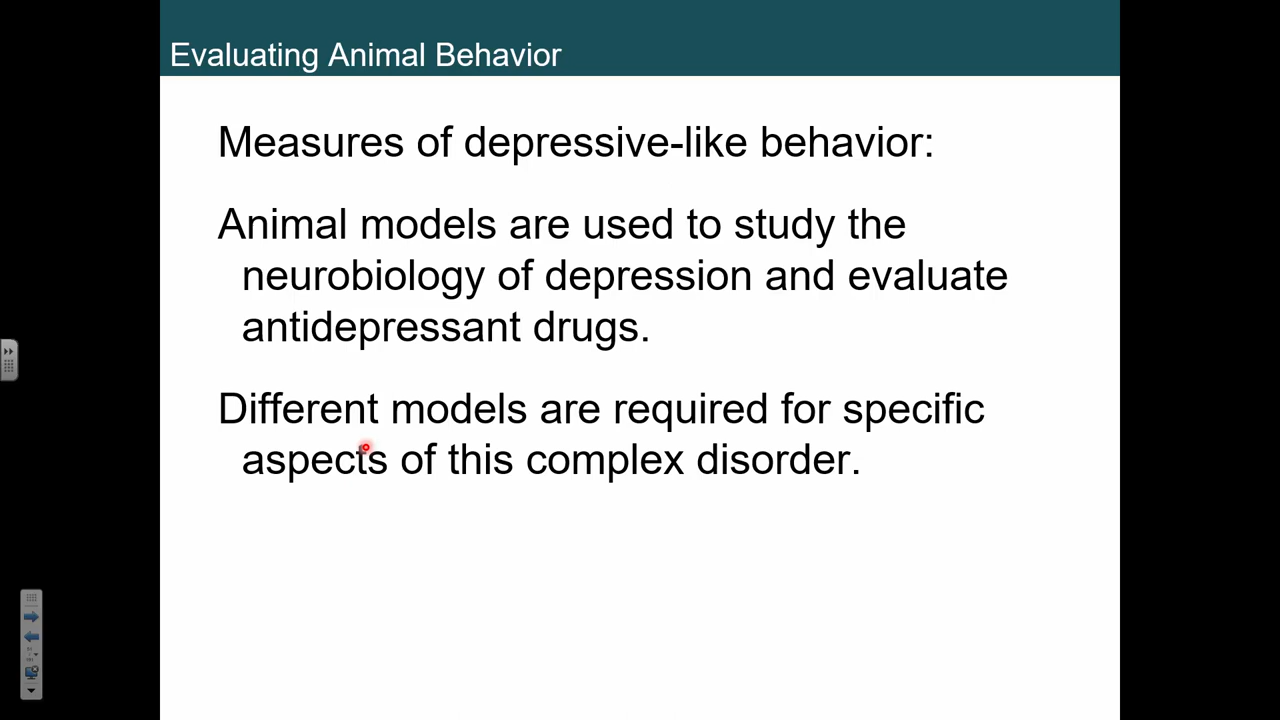 Evaluating Animal Behavior
Measures of depressive-like behavior:
Animal models are used to study the
neurobiology of depression and evaluate
antidepressant drugs.
Different models are required for specific
aspects of this complex disorder.